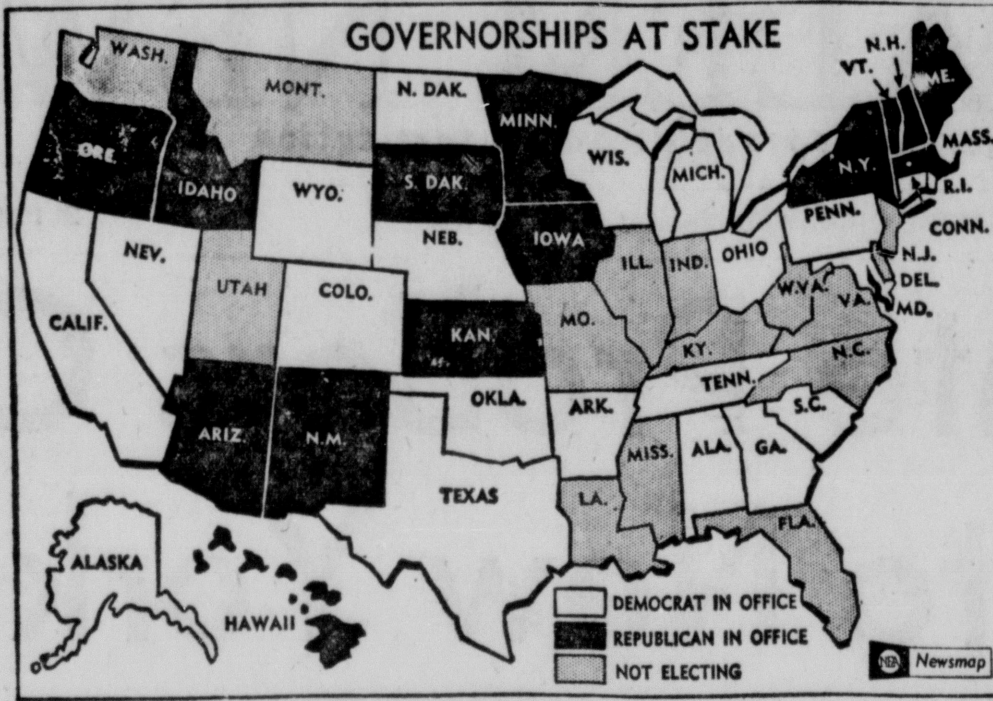 GOVERNORSHIPS AT STAKE
WASH.
MONT.
N. DAK.
MINN.
N.H.
VT.
ME.
ORE.
IDAHO
WYO.
S. DAK.
WIS.
MICH.
N.Y.
MASS.
R.I.
CONN.
NEV.
NEB.
IOWA
PENN.
N.J.
CALIF.
UTAH
COLO.
ILL.
IND.
OHIO
W.VA.
VA.
DEL.
MD.
KAN.
MO.
KY.
N.C.
ARIZ.
N.M.
OKLA.
ARK.
TENN.
S.C.
TEXAS
LA.
MISS.
ALA.
GA.
FLA.
ALASKA
HAWAII
DEMOCRAT IN OFFICE
REPUBLICAN IN OFFICE
NOT ELECTING
NEA Newsmap